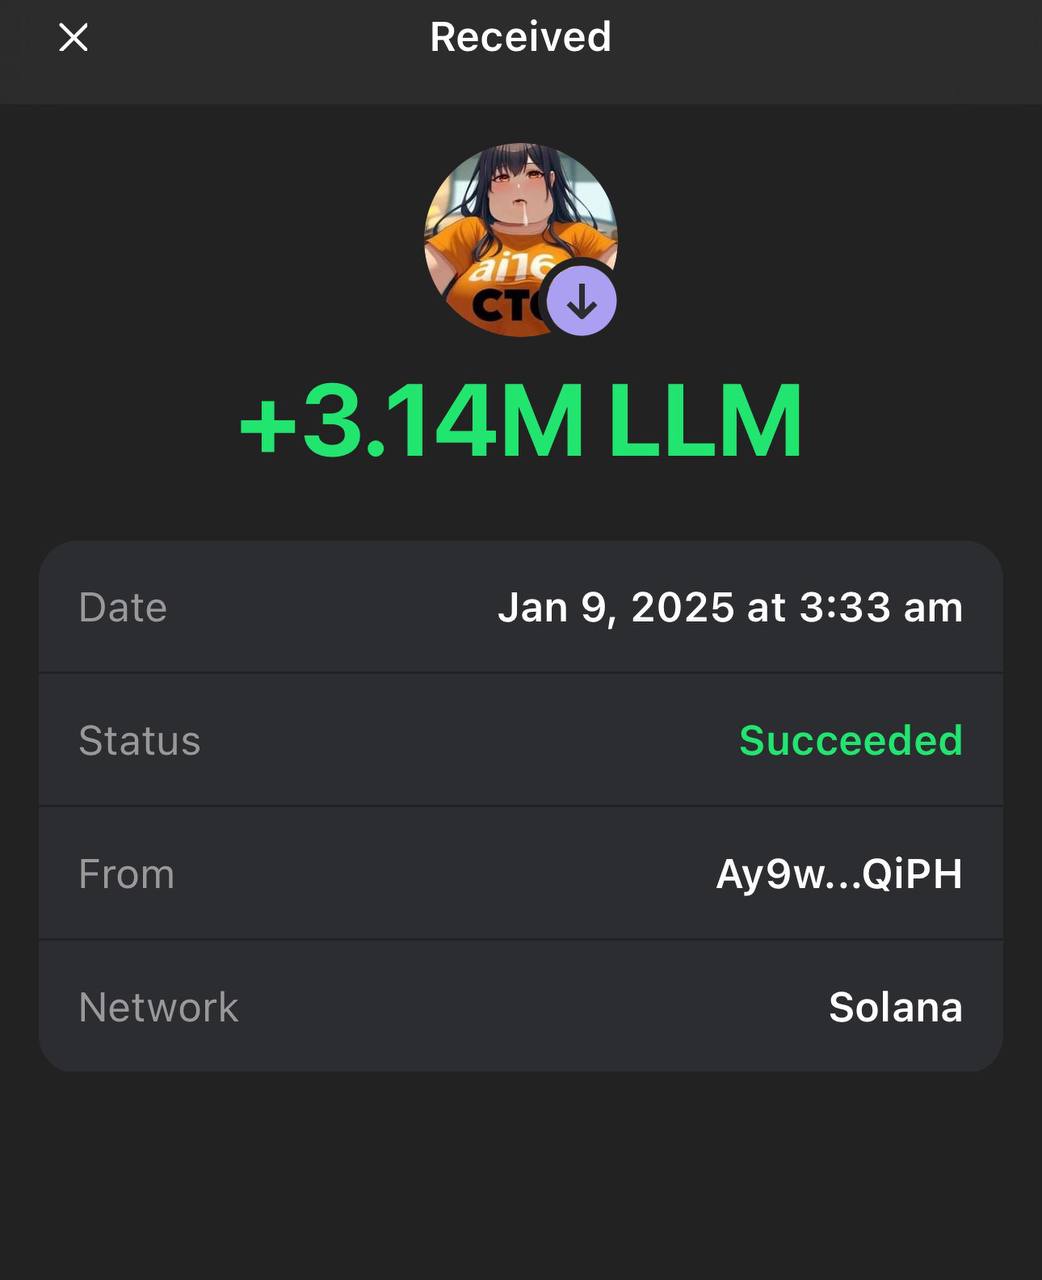 Received
ai16
CTO
+3.14M LLM
Date Jan 9, 2025 at 3:33 am
Status Succeeded
From Ay9w...QiPH
Network Solana